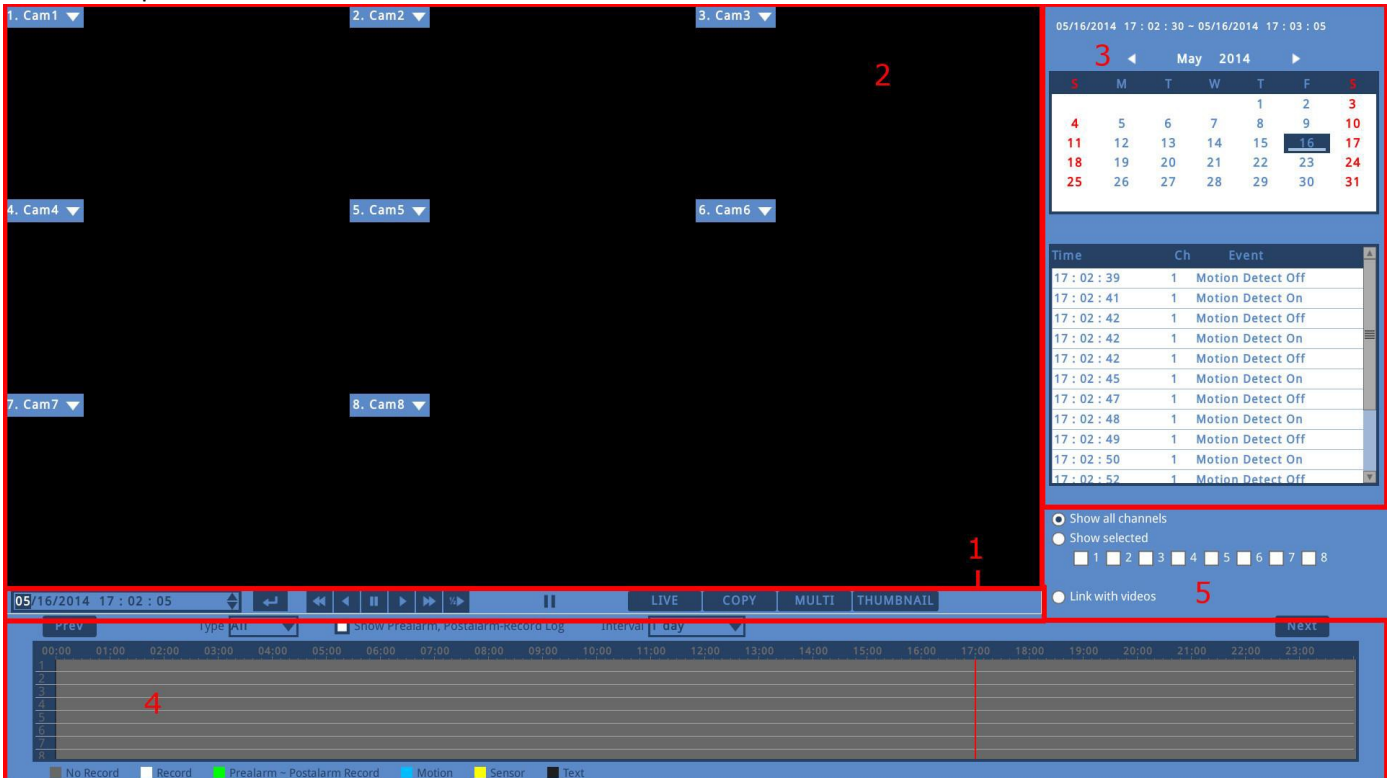 1. Cam1 2. Cam2 3. Cam3
2
4. Cam4 5. Cam5 6. Cam6
7. Cam7 8. Cam8
1
05/16/2014 17 : 02 : 30 ~ 05/16/2014 17 : 03 : 05
3 May 2014
S M T W T F S
1 2 3
4 5 6 7 8 9 10
11 12 13 14 15 16 17
18 19 20 21 22 23 24
25 26 27 28 29 30 31
Time Ch Event
17 : 02 : 39 1 Motion Detect Off
17 : 02 : 41 1 Motion Detect On
17 : 02 : 42 1 Motion Detect Off
17 : 02 : 42 1 Motion Detect On
17 : 02 : 42 1 Motion Detect Off
17 : 02 : 45 1 Motion Detect On
17 : 02 : 47 1 Motion Detect Off
17 : 02 : 48 1 Motion Detect On
17 : 02 : 49 1 Motion Detect Off
17 : 02 : 50 1 Motion Detect On
17 : 02 : 52 1 Motion Detect Off
Show all channels
Show selected
1 2 3 4 5 6 7 8
Link with videos 5
05/16/2014 17 : 02 : 05 ½ LIVE COPY MULTI THUMBNAIL
Prev Type All Show Prealarm, Postalarm-Record Log Interval 1 day Next
00:00 01:00 02:00 03:00 04:00 05:00 06:00 07:00 08:00 09:00 10:00 11:00 12:00 13:00 14:00 15:00 16:00 17:00 18:00 19:00 20:00 21:00 22:00 23:00
1
2
3
4
5
6
7
8
4
No Record Record Prealarm ~ Postalarm Record Motion Sensor Text